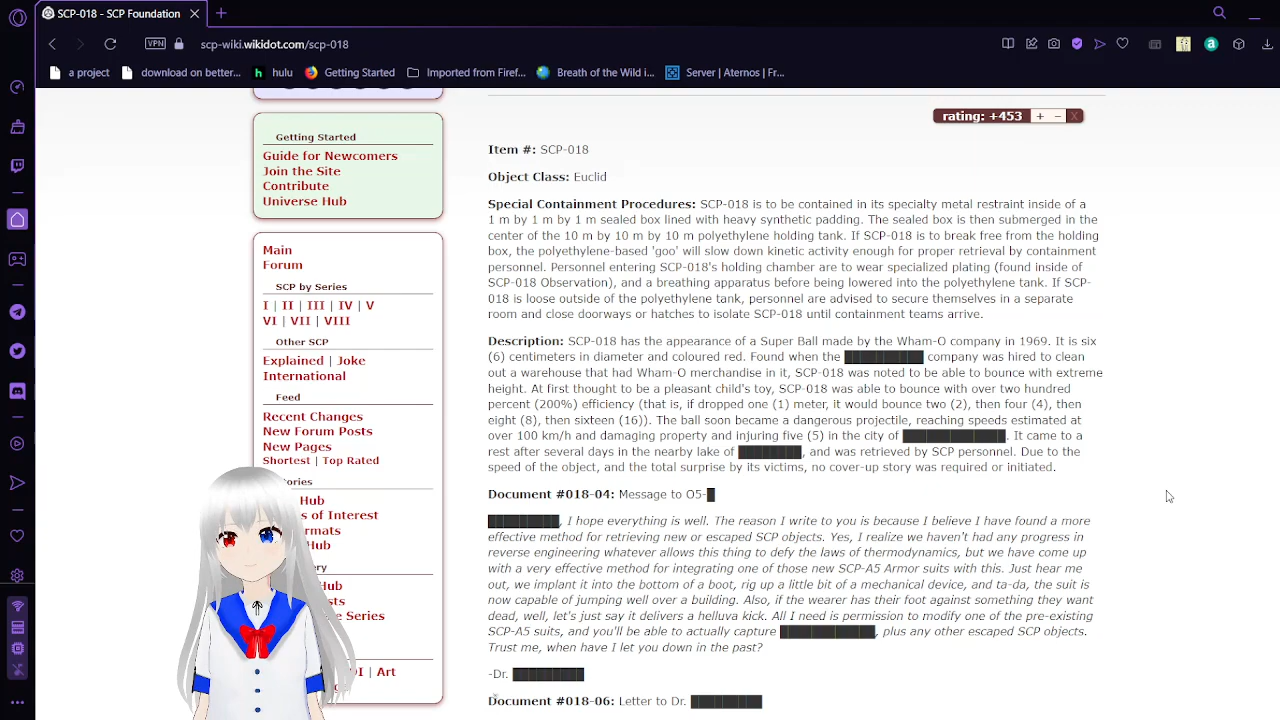 SCP-018 - SCP Foundation
VPN
scp-wiki.wikidot.com/scp-018
a project
download on better...
hulu
Getting Started
Imported from Firef...
Breath of the Wild i...
Server | Aternos | Fr...
Getting Started
Guide for Newcomers
Join the Site
Contribute
Universe Hub
Main
Forum
SCP by Series
I | II | III | IV | V
VI | VII | VIII
Other SCP
Explained | Joke
International
Feed
Recent Changes
New Forum Posts
New Pages
Shortest | Top Rated
ories
Hub
s of Interest
ormats
Hub
ery
Hub
sts
e Series
I | Art
rating: +453 + − X
Item #: SCP-018
Object Class: Euclid
Special Containment Procedures: SCP-018 is to be contained in its specialty metal restraint inside of a
1 m by 1 m by 1 m sealed box lined with heavy synthetic padding. The sealed box is then submerged in the
center of the 10 m by 10 m by 10 m polyethylene holding tank. If SCP-018 is to break free from the holding
box, the polyethylene-based 'goo' will slow down kinetic activity enough for proper retrieval by containment
personnel. Personnel entering SCP-018's holding chamber are to wear specialized plating (found inside of
SCP-018 Observation), and a breathing apparatus before being lowered into the polyethylene tank. If SCP-
018 is loose outside of the polyethylene tank, personnel are advised to secure themselves in a separate
room and close doorways or hatches to isolate SCP-018 until containment teams arrive.
Description: SCP-018 has the appearance of a Super Ball made by the Wham-O company in 1969. It is six
(6) centimeters in diameter and coloured red. Found when the ██████████ company was hired to clean
out a warehouse that had Wham-O merchandise in it, SCP-018 was noted to be able to bounce with extreme
height. At first thought to be a pleasant child's toy, SCP-018 was able to bounce with over two hundred
percent (200%) efficiency (that is, if dropped one (1) meter, it would bounce two (2), then four (4), then
eight (8), then sixteen (16)). The ball soon became a dangerous projectile, reaching speeds estimated at
over 100 km/h and damaging property and injuring five (5) in the city of █████████████. It came to a
rest after several days in the nearby lake of ████████, and was retrieved by SCP personnel. Due to the
speed of the object, and the total surprise by its victims, no cover-up story was required or initiated.
Document #018-04: Message to O5-█
█████████, I hope everything is well. The reason I write to you is because I believe I have found a more
effective method for retrieving new or escaped SCP objects. Yes, I realize we haven't had any progress in
reverse engineering whatever allows this thing to defy the laws of thermodynamics, but we have come up
with a very effective method for integrating one of those new SCP-A5 Armor suits with this. Just hear me
out, we implant it into the bottom of a boot, rig up a little bit of a mechanical device, and ta-da, the suit is
now capable of jumping well over a building. Also, if the wearer has their foot against something they want
dead, well, let's just say it delivers a helluva kick. All I need is permission to modify one of the pre-existing
SCP-A5 suits, and you'll be able to actually capture ████████████, plus any other escaped SCP objects.
Trust me, when have I let you down in the past?
-Dr. █████████
Document #018-06: Letter to Dr. █████████